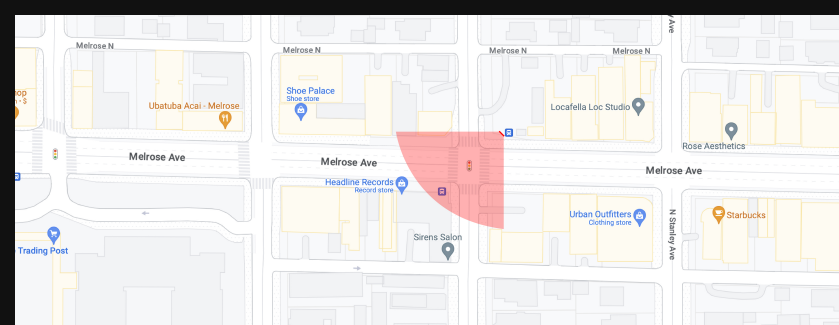 Melrose N
Melrose N
Melrose N
Melrose N
Shoe Palace
Shoe store
Ubatuba Acai - Melrose
Locafella Loc Studio
Rose Aesthetics
Melrose Ave
Melrose Ave
Melrose Ave
Headline Records
Record store
Urban Outfitters
Clothing store
Starbucks
Sirens Salon
N Stanley Ave
Trading Post